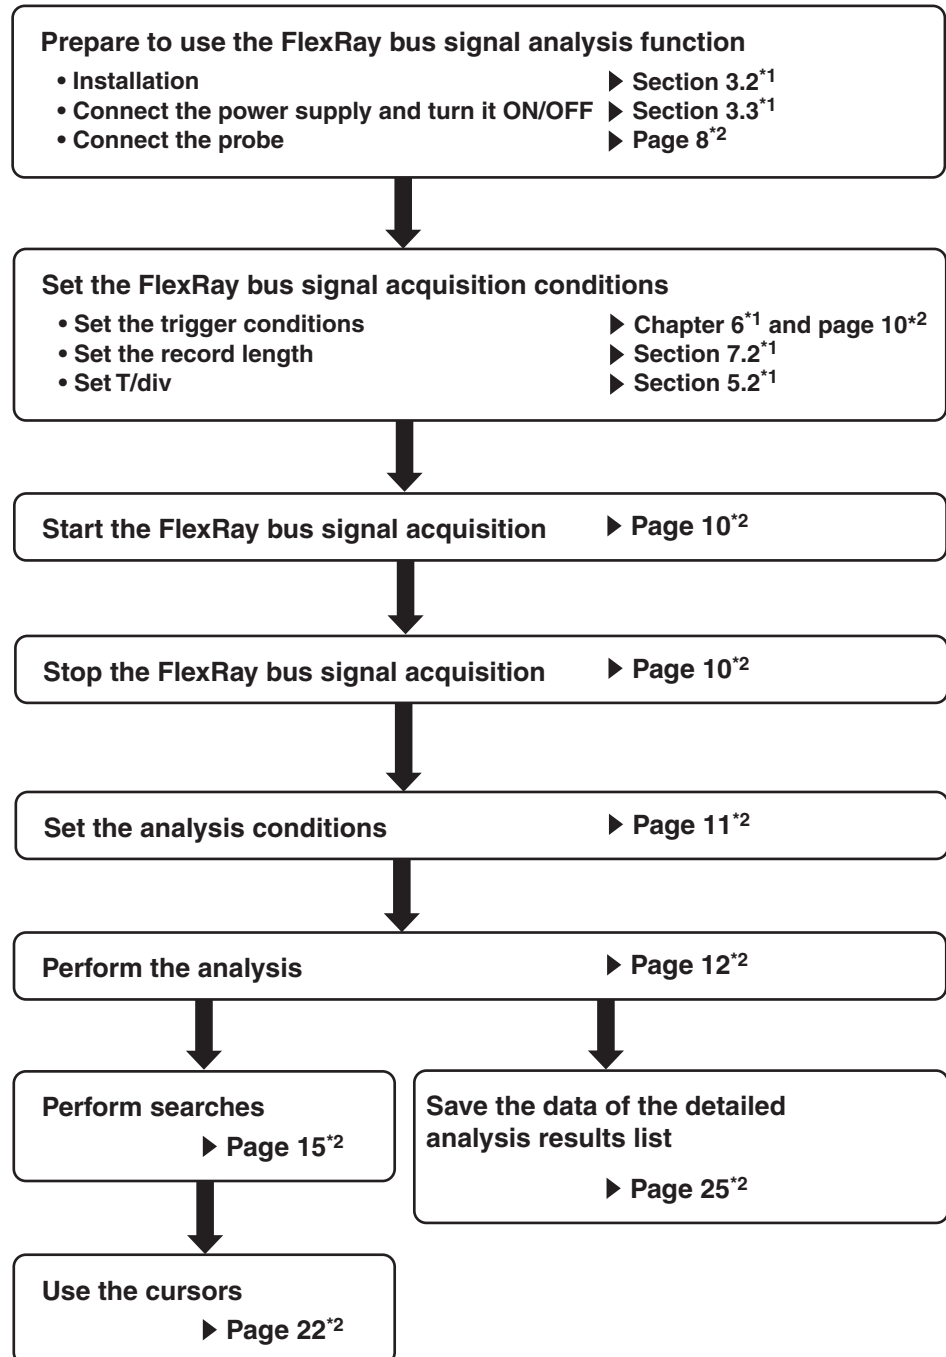 Prepare to use the FlexRay bus signal analysis function
• Installation ▶ Section 3.2*1
• Connect the power supply and turn it ON/OFF ▶ Section 3.3*1
• Connect the probe ▶ Page 8*2
Set the FlexRay bus signal acquisition conditions
• Set the trigger conditions ▶ Chapter 6*1 and page 10*2
• Set the record length ▶ Section 7.2*1
• Set T/div ▶ Section 5.2*1
Start the FlexRay bus signal acquisition ▶ Page 10*2
Stop the FlexRay bus signal acquisition ▶ Page 10*2
Set the analysis conditions ▶ Page 11*2
Perform the analysis ▶ Page 12*2
Perform searches
▶ Page 15*2
Save the data of the detailed
analysis results list
▶ Page 25*2
Use the cursors
▶ Page 22*2